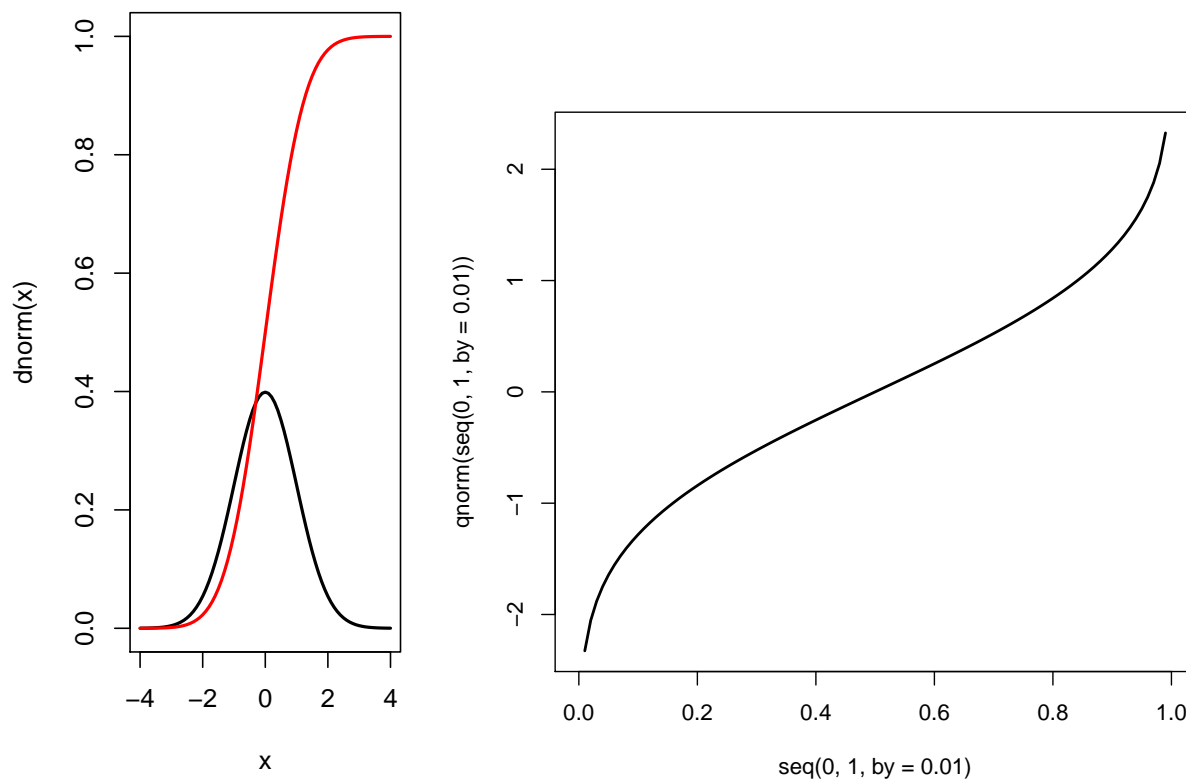 dnorm(x)
1.0
0.8
0.6
0.4
0.2
0.0
−4 −2 0 2 4
x
qnorm(seq(0, 1, by = 0.01))
2
1
0
−1
−2
0.0 0.2 0.4 0.6 0.8 1.0
seq(0, 1, by = 0.01)